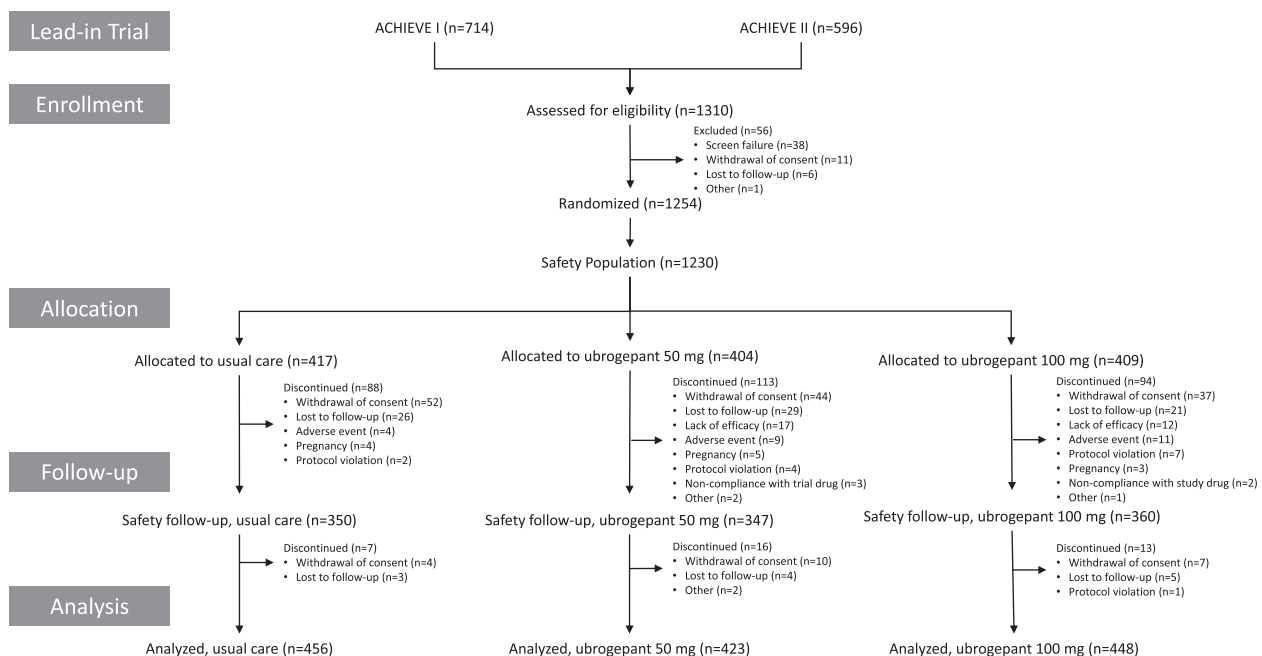 Lead-in Trial
ACHIEVE I (n=714)
ACHIEVE II (n=596)
Enrollment
Assessed for eligibility (n=1310)
Excluded (n=56)
• Screen failure (n=38)
• Withdrawal of consent (n=11)
• Lost to follow-up (n=6)
• Other (n=1)
Randomized (n=1254)
Safety Population (n=1230)
Allocation
Allocated to usual care (n=417)
Discontinued (n=88)
• Withdrawal of consent (n=52)
• Lost to follow-up (n=26)
• Adverse event (n=4)
• Pregnancy (n=4)
• Protocol violation (n=2)
Allocated to ubrogepant 50 mg (n=404)
Discontinued (n=113)
• Withdrawal of consent (n=44)
• Lost to follow-up (n=29)
• Lack of efficacy (n=17)
• Adverse event (n=9)
• Pregnancy (n=5)
• Protocol violation (n=4)
• Non-compliance with trial drug (n=3)
• Other (n=2)
Allocated to ubrogepant 100 mg (n=409)
Discontinued (n=94)
• Withdrawal of consent (n=37)
• Lost to follow-up (n=21)
• Lack of efficacy (n=12)
• Adverse event (n=11)
• Protocol violation (n=7)
• Pregnancy (n=3)
• Non-compliance with study drug (n=2)
• Other (n=1)
Follow-up
Safety follow-up, usual care (n=350)
Discontinued (n=7)
• Withdrawal of consent (n=4)
• Lost to follow-up (n=3)
Safety follow-up, ubrogepant 50 mg (n=347)
Discontinued (n=16)
• Withdrawal of consent (n=10)
• Lost to follow-up (n=4)
• Other (n=2)
Safety follow-up, ubrogepant 100 mg (n=360)
Discontinued (n=13)
• Withdrawal of consent (n=7)
• Lost to follow-up (n=5)
• Protocol violation (n=1)
Analysis
Analyzed, usual care (n=456)
Analyzed, ubrogepant 50 mg (n=423)
Analyzed, ubrogepant 100 mg (n=448)